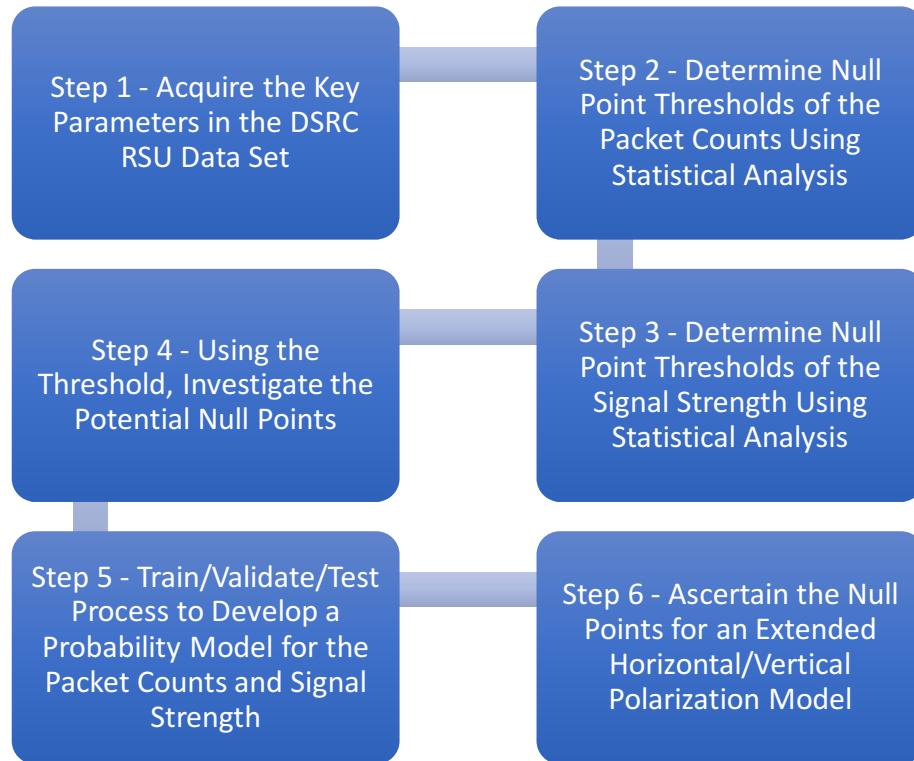 Step 1 - Acquire the Key
Parameters in the DSRC
RSU Data Set
Step 2 - Determine Null
Point Thresholds of the
Packet Counts Using
Statistical Analysis
Step 3 - Determine Null
Point Thresholds of the
Signal Strength Using
Statistical Analysis
Step 4 - Using the
Threshold, Investigate the
Potential Null Points
Step 5 - Train/Validate/Test
Process to Develop a
Probability Model for the
Packet Counts and Signal
Strength
Step 6 - Ascertain the Null
Points for an Extended
Horizontal/Vertical
Polarization Model